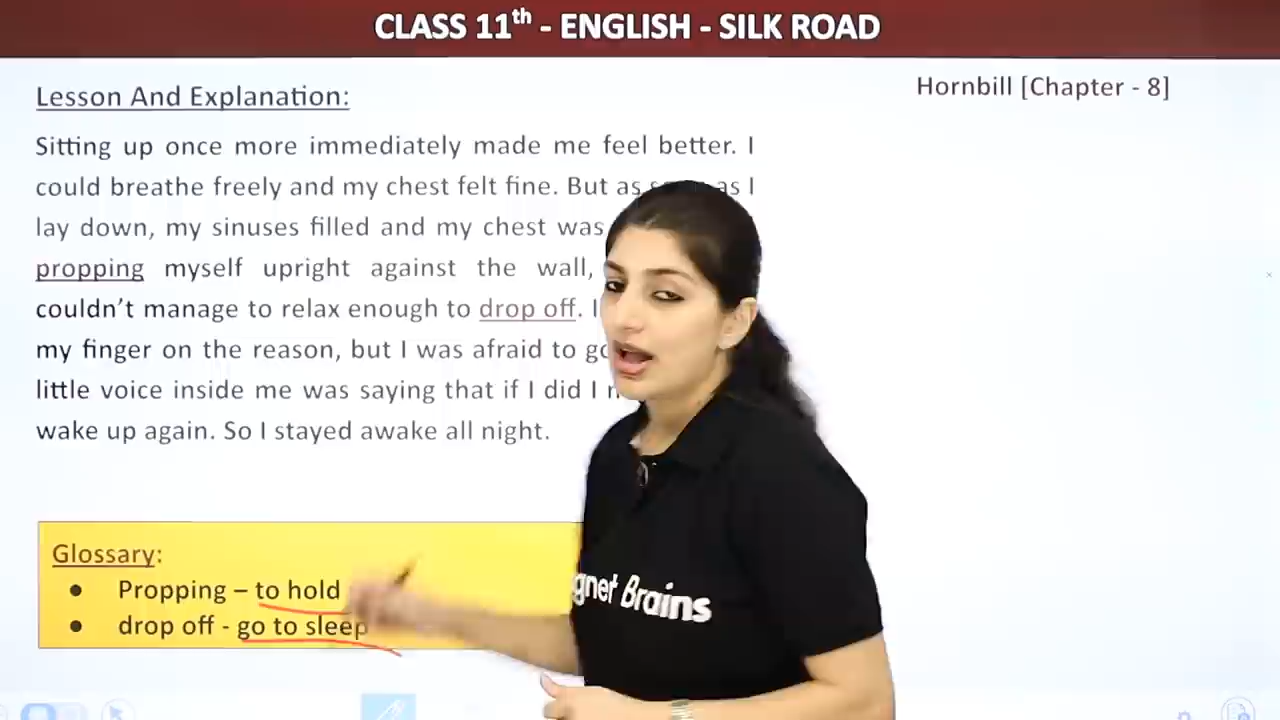 CLASS 11th - ENGLISH - SILK ROAD
Hornbill [Chapter - 8]
Lesson And Explanation:
Sitting up once more immediately made me feel better. I
could breathe freely and my chest felt fine. But as as I
lay down, my sinuses filled and my chest was
propping myself upright against the wall,
couldn't manage to relax enough to drop off. I
my finger on the reason, but I was afraid to
little voice inside me was saying that if I did I
wake up again. So I stayed awake all night.
Glossary:
• Propping – to hold
• drop off - go to sleep
Brains